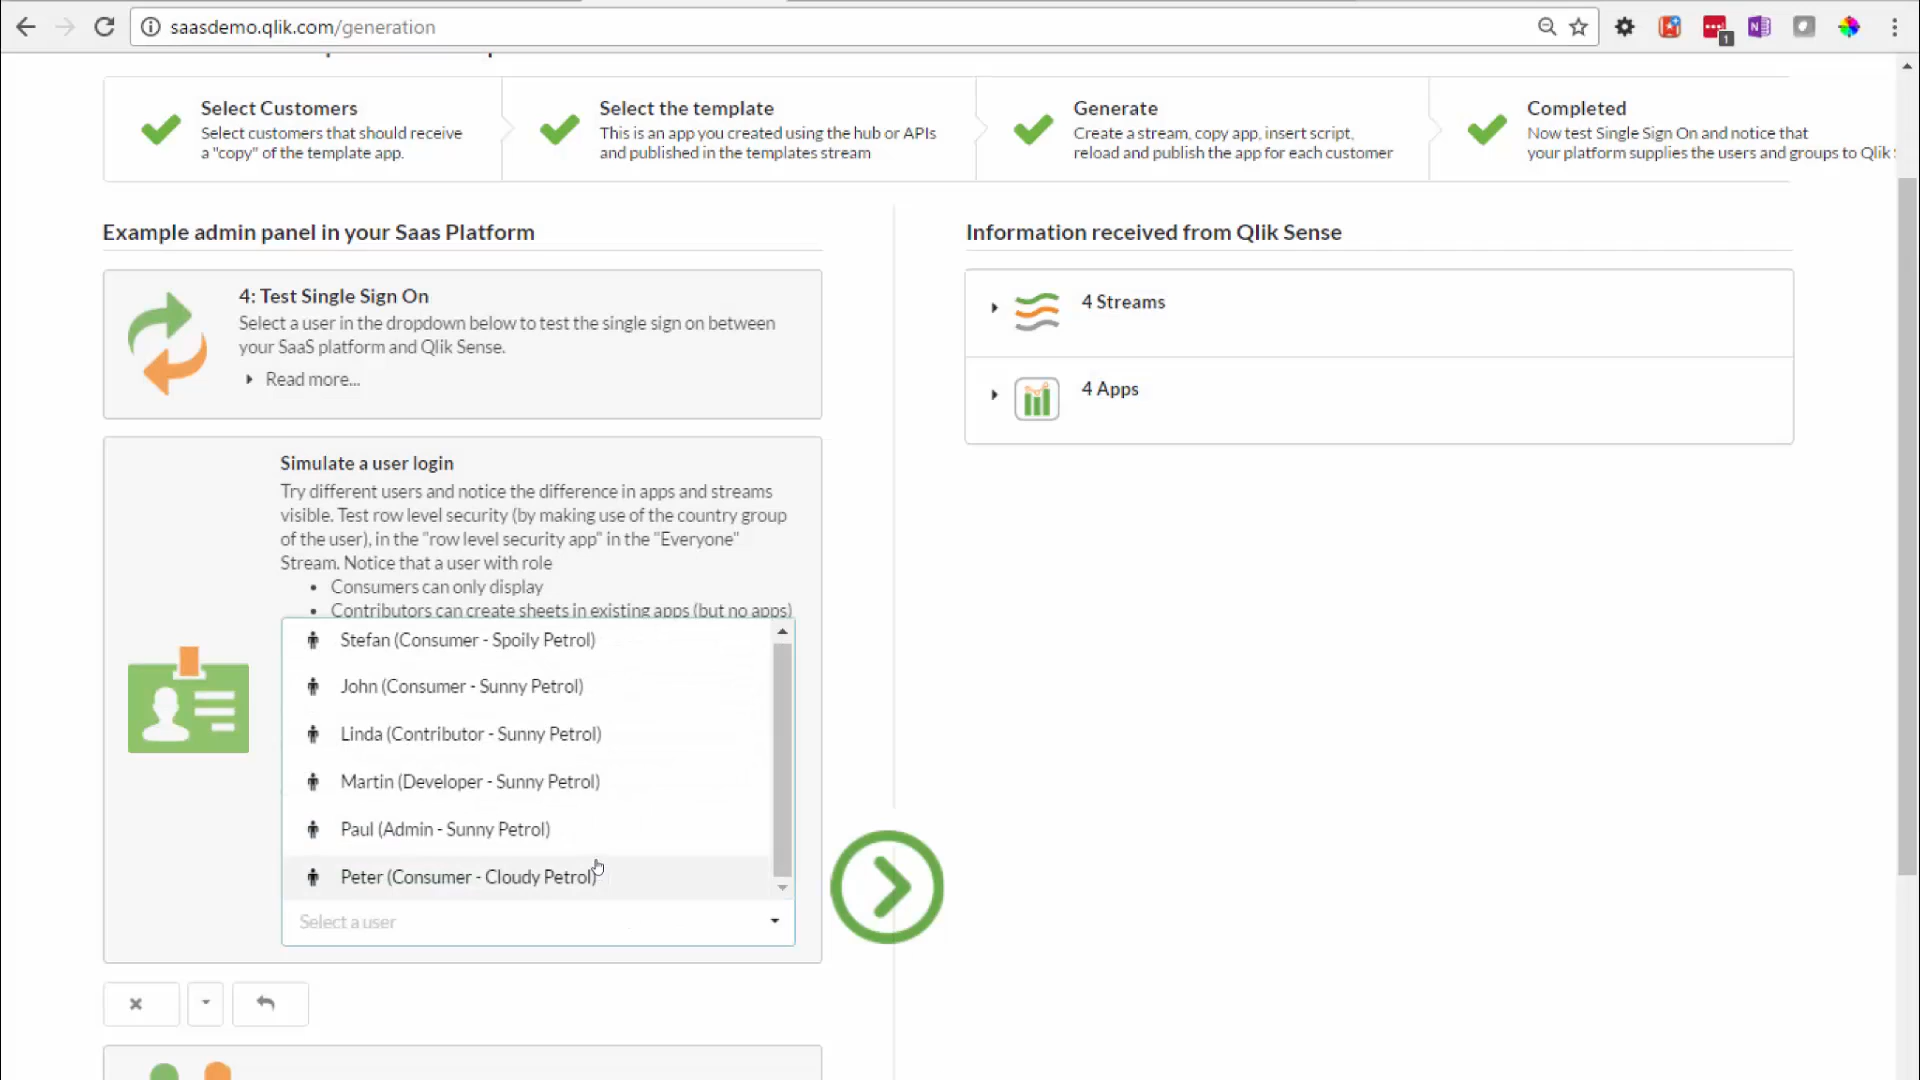 saasdemo.qlik.com/generation
1
Select Customers
Select customers that should receive
a "copy" of the template app.
Select the template
This is an app you created using the hub or APIs
and published in the templates stream
Generate
Create a stream, copy app, insert script,
reload and publish the app for each customer
Completed
Now test Single Sign On and notice that
your platform supplies the users and groups to Qlik
Example admin panel in your Saas Platform
4: Test Single Sign On
Select a user in the dropdown below to test the single sign on between
your SaaS platform and Qlik Sense.
Read more...
Simulate a user login
Try different users and notice the difference in apps and streams
visible. Test row level security (by making use of the country group
of the user), in the "row level security app" in the "Everyone"
Stream. Notice that a user with role
• Consumers can only display
• Contributors can create sheets in existing apps (but no apps)
Stefan (Consumer - Spoily Petrol)
John (Consumer - Sunny Petrol)
Linda (Contributor - Sunny Petrol)
Martin (Developer - Sunny Petrol)
Paul (Admin - Sunny Petrol)
Peter (Consumer - Cloudy Petrol)
Select a user
Information received from Qlik Sense
4 Streams
4 Apps